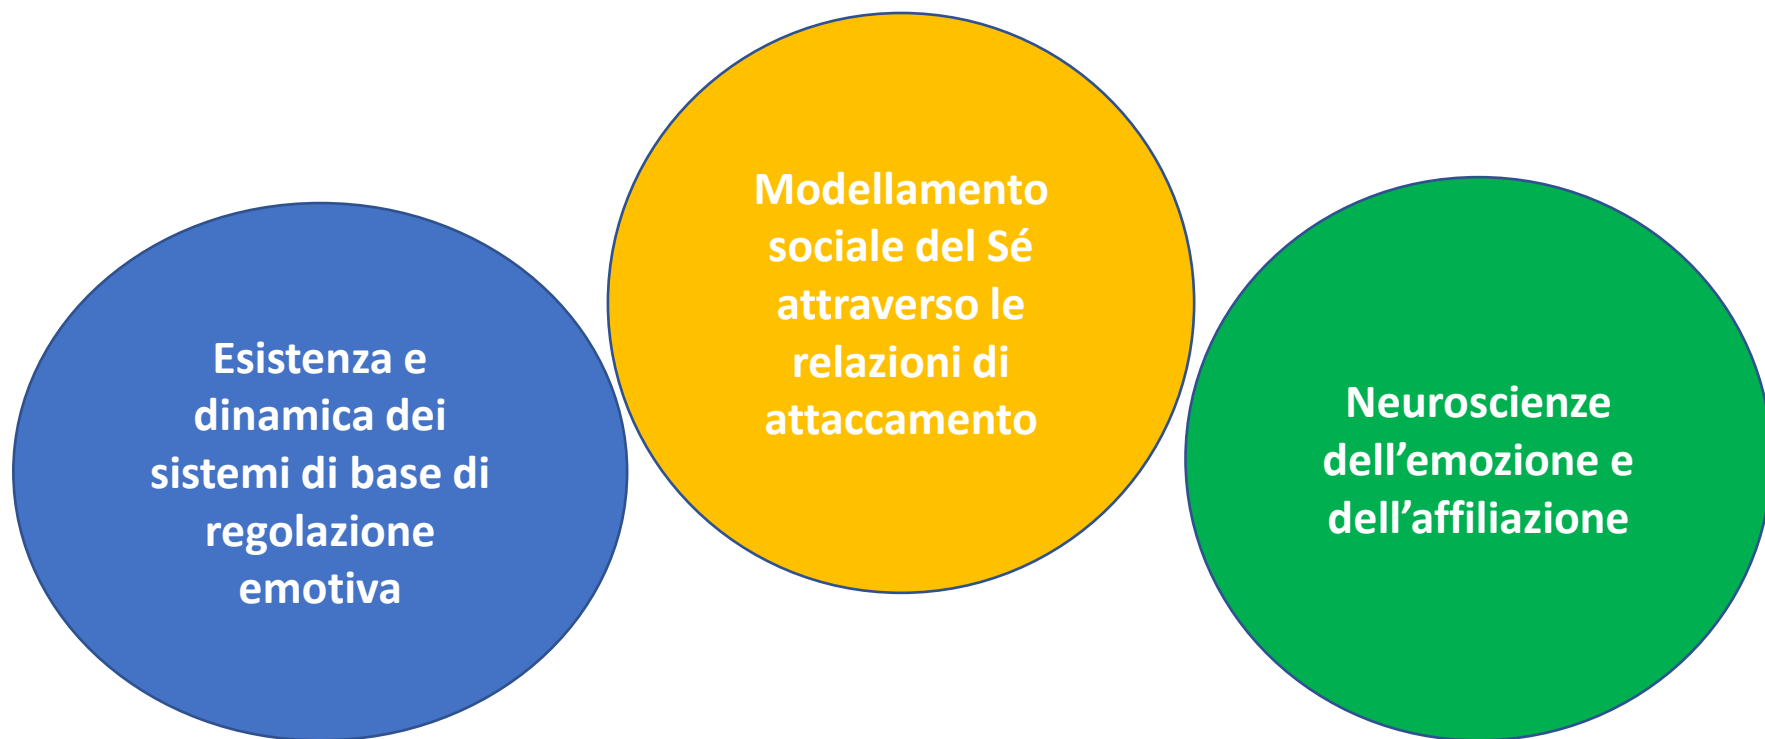 Esistenza e
dinamica dei
sistemi di base di
regolazione
emotiva
Modellamento
sociale del Sé
attraverso le
relazioni di
attaccamento
Neuroscienze
dell’emozione e
dell’affiliazione